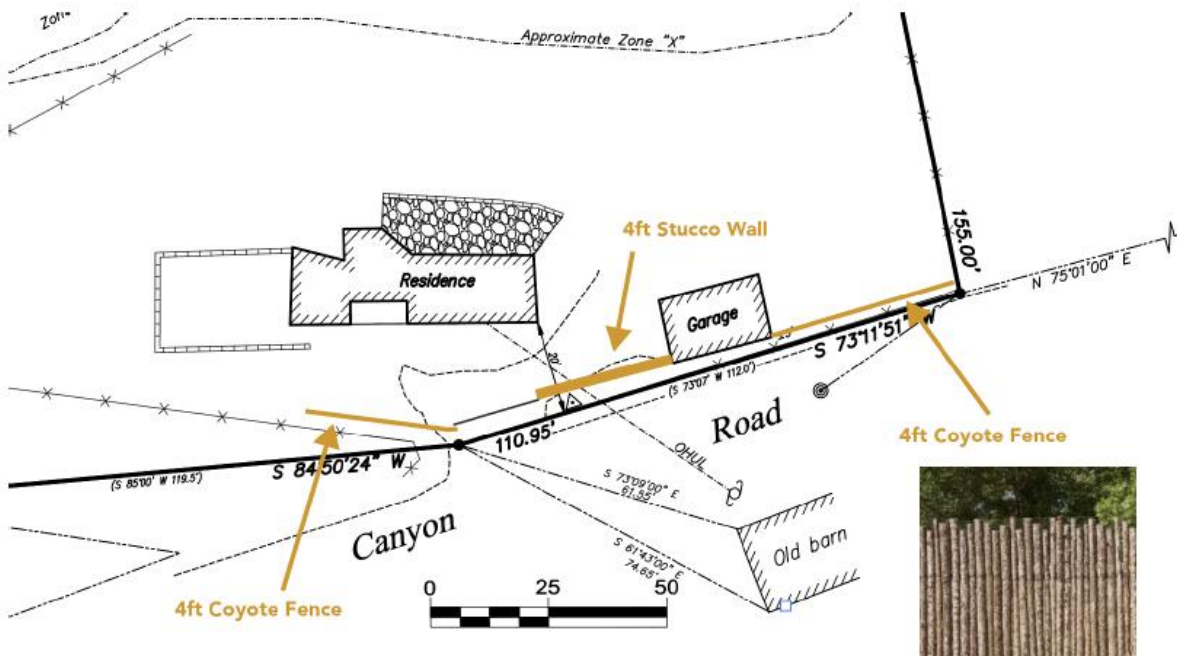 Zone
Approximate Zone "X"
4ft Stucco Wall
155.00'
Residence
N 75°01'00" E
Garage
20'
S 73°11'51" W
(S 73°07' W 112.0')
110.95'
Road
4ft Coyote Fence
OHUL
S 84°50'24" W
(S 85°00' W 119.5')
S 73°09'00" E
61.55'
Canyon
Old barn
S 61°43'00" E
74.65'
0 25 50
4ft Coyote Fence